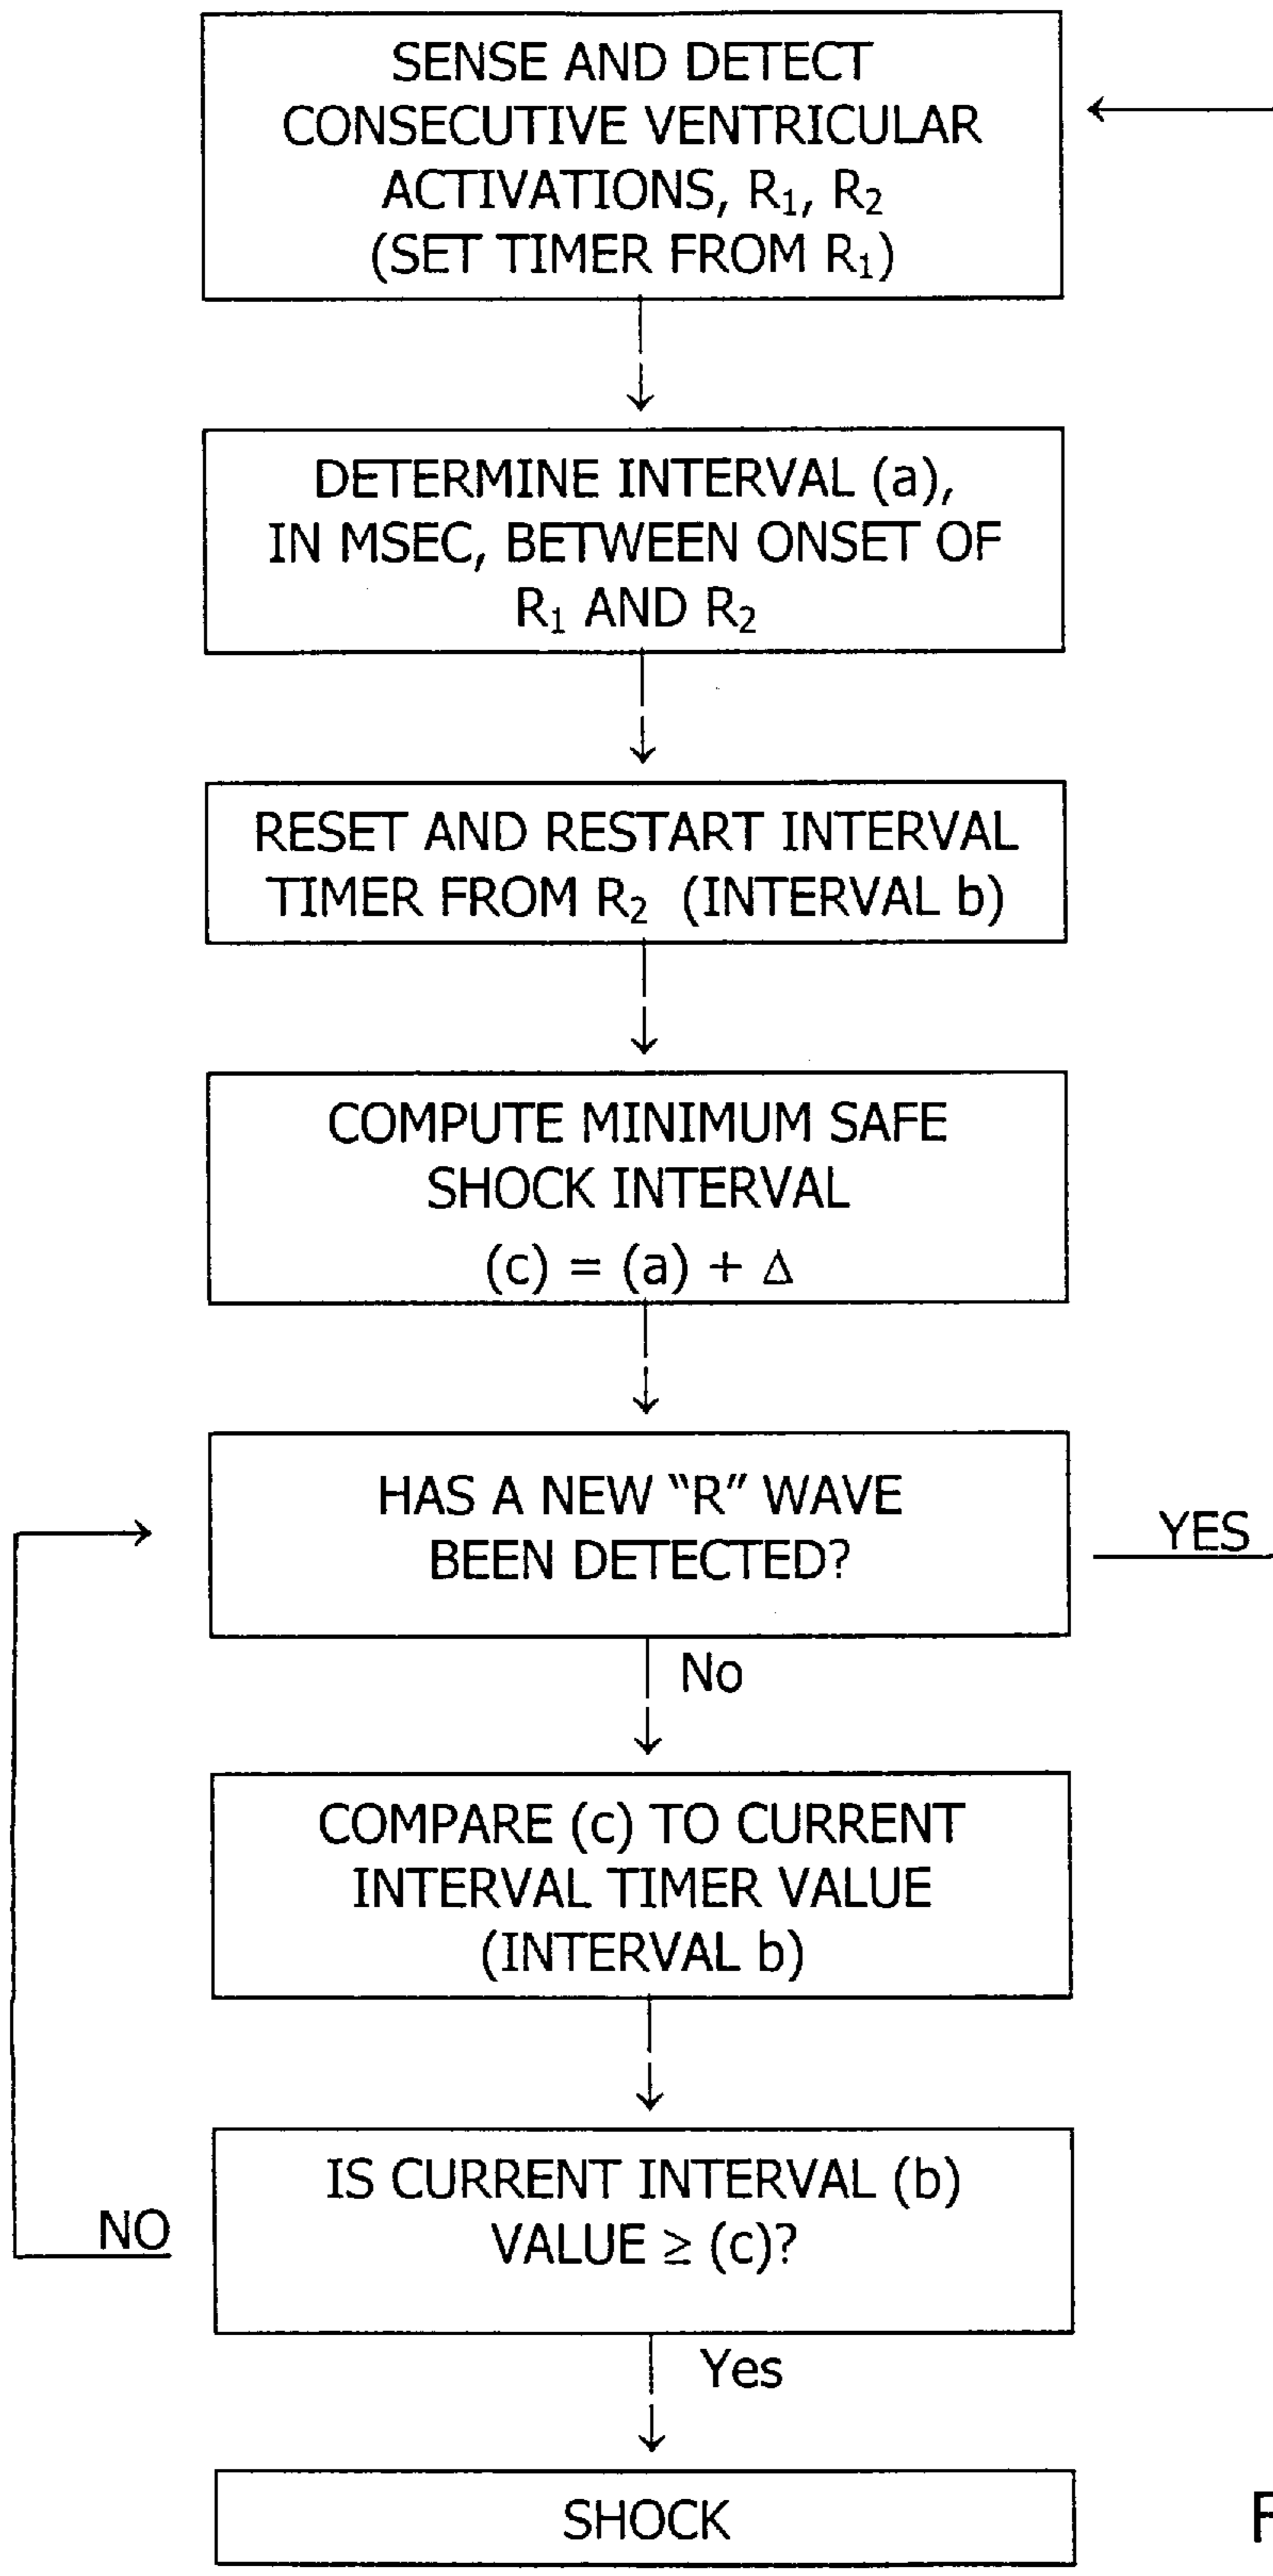 SENSE AND DETECT
CONSECUTIVE VENTRICULAR
ACTIVATIONS, R₁, R₂
(SET TIMER FROM R₁)
DETERMINE INTERVAL (a),
IN MSEC, BETWEEN ONSET OF
R₁ AND R₂
RESET AND RESTART INTERVAL
TIMER FROM R₂ (INTERVAL b)
COMPUTE MINIMUM SAFE
SHOCK INTERVAL
(c) = (a) + Δ
HAS A NEW “R” WAVE
BEEN DETECTED?
YES
No
COMPARE (c) TO CURRENT
INTERVAL TIMER VALUE
(INTERVAL b)
IS CURRENT INTERVAL (b)
VALUE ≥ (c)?
NO
Yes
SHOCK